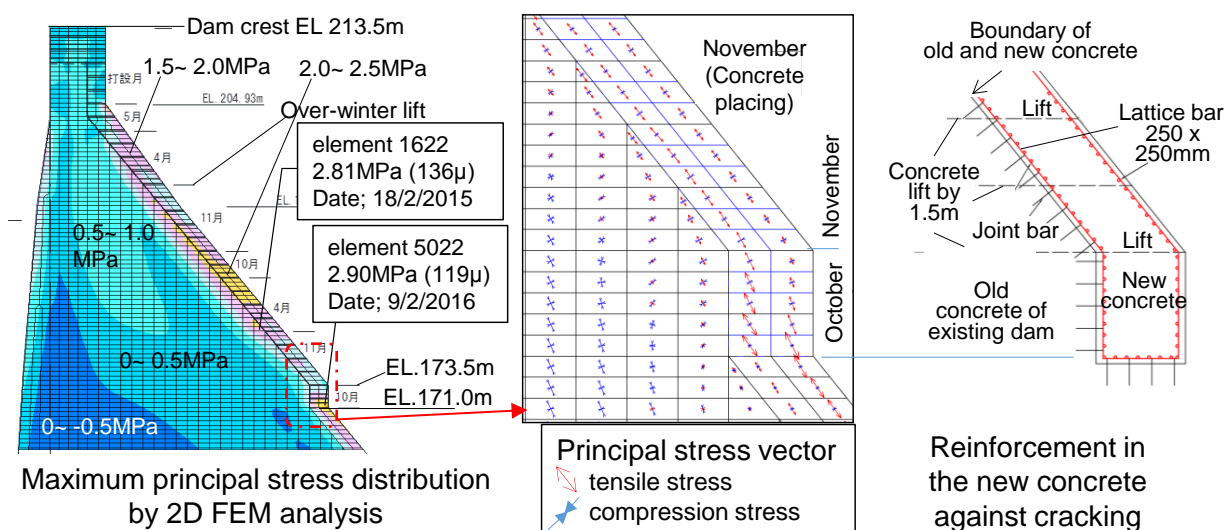 Dam crest EL 213.5m
1.5~ 2.0MPa
2.0~ 2.5MPa
打設月
EL. 204.93m
5月
Over-winter lift
4月
element 1622
2.81MPa (136μ)
Date; 18/2/2015
11月
EL.
0.5~ 1.0
MPa
10月
element 5022
2.90MPa (119μ)
Date; 9/2/2016
4月
0~ 0.5MPa
11月
EL.173.5m
10月
EL.171.0m
0~ -0.5MPa
Maximum principal stress distribution
by 2D FEM analysis
November
(Concrete
placing)
November
October
Principal stress vector
tensile stress
compression stress
Boundary of
old and new concrete
Lift
Lattice bar
250 x
250mm
Concrete
lift by
1.5m
Joint bar
Lift
Old
concrete of
existing dam
New
concrete
Reinforcement in
the new concrete
against cracking